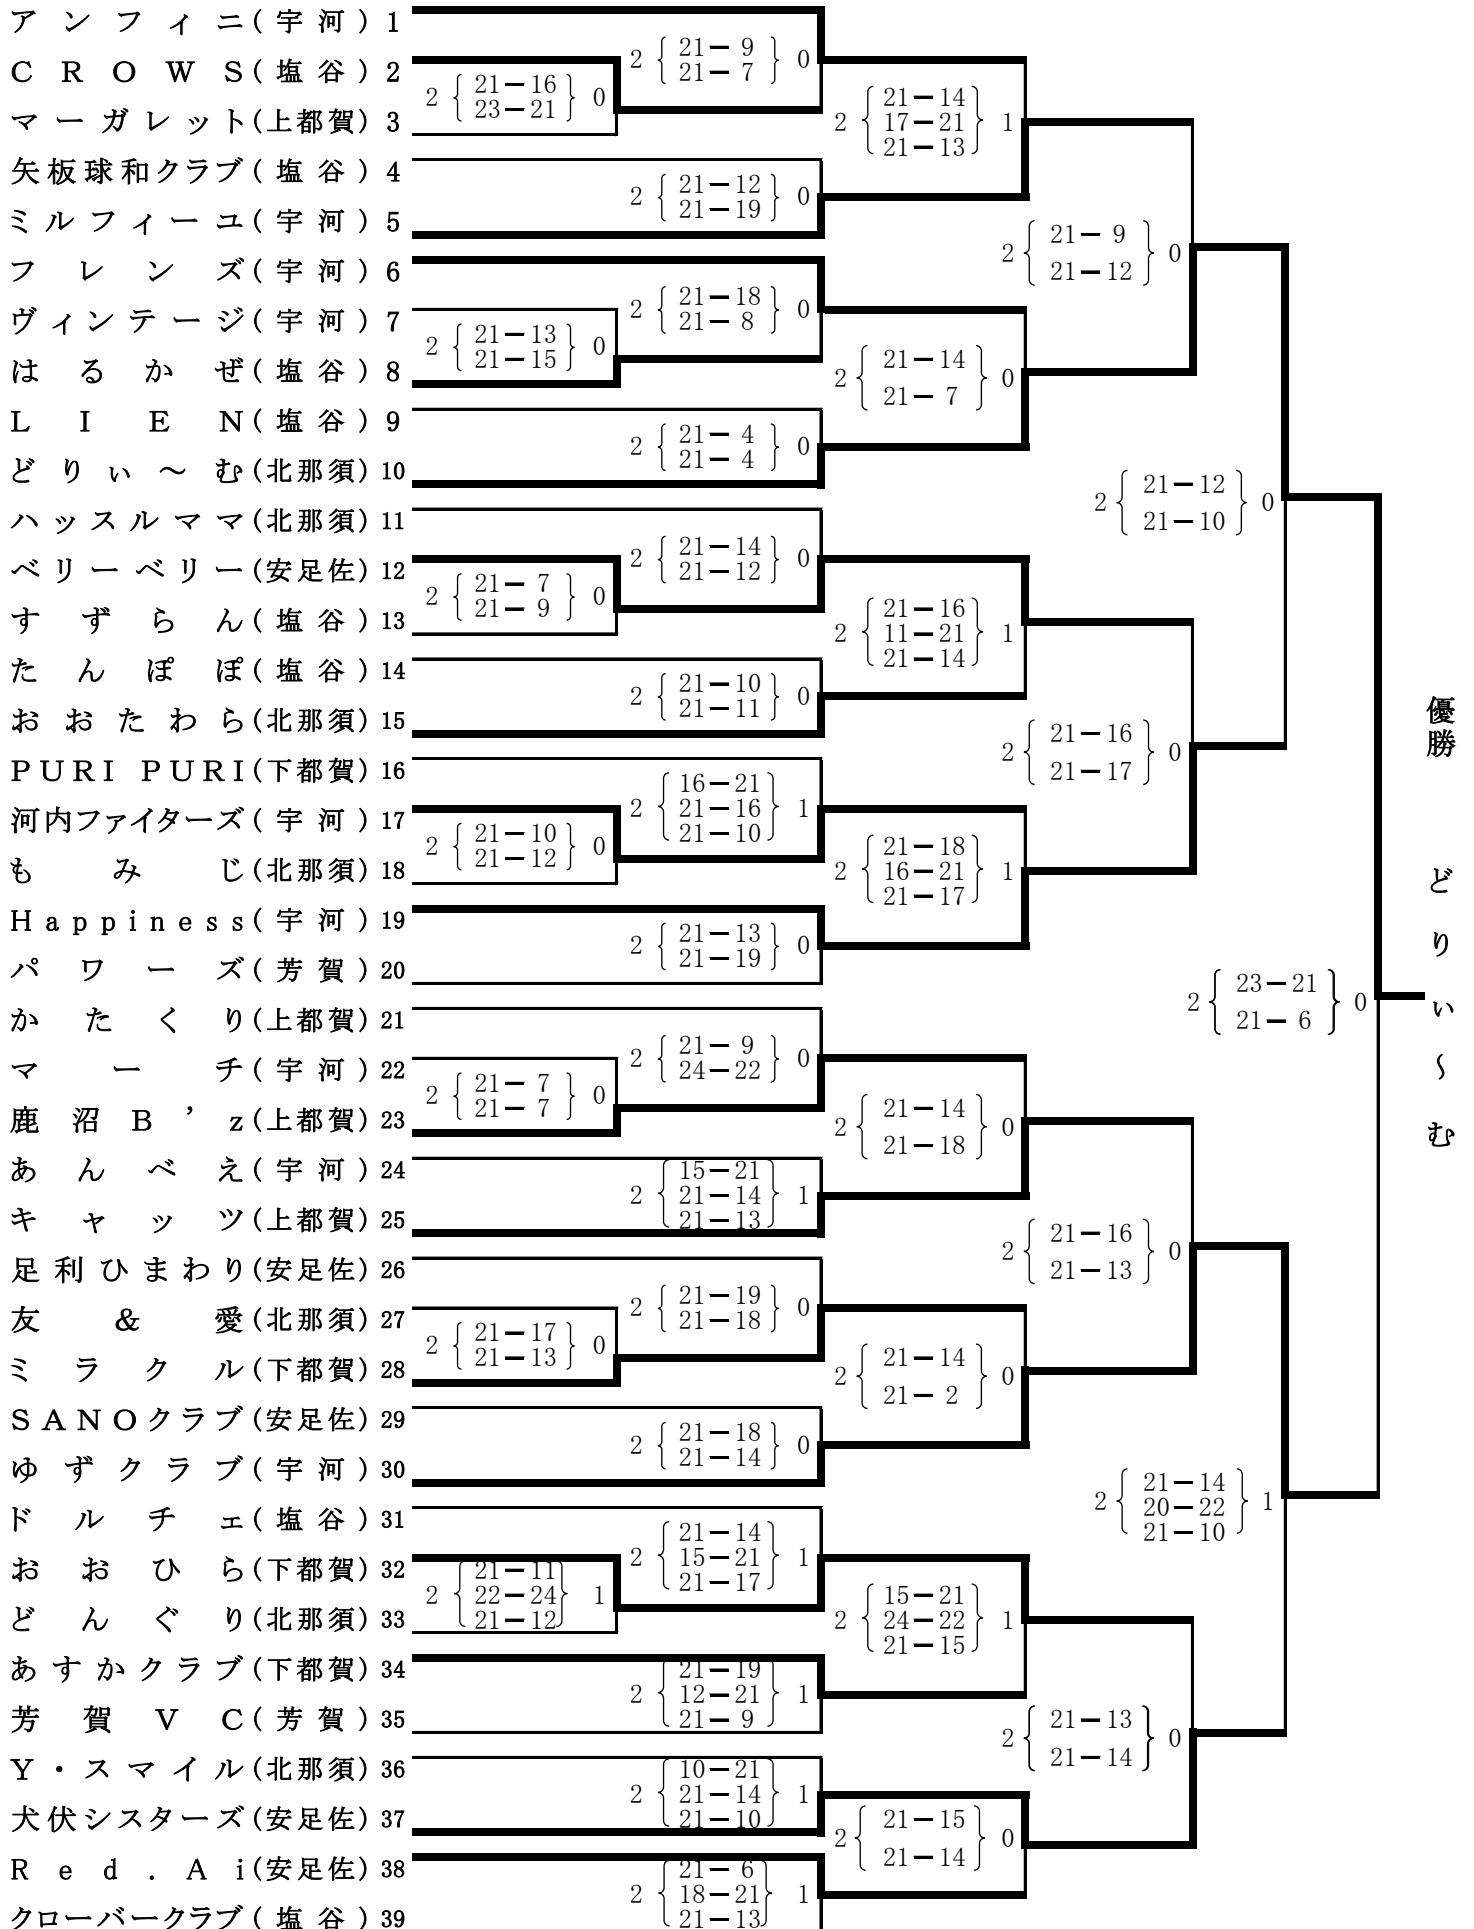 アンフィニ(宇河) 1
CROWS(塩谷) 2
マーガレット(上都賀) 3
矢板球和クラブ(塩谷) 4
ミルフィーユ(宇河) 5
フレンズ(宇河) 6
ヴィンテージ(宇河) 7
はるかぜ(塩谷) 8
LIEN(塩谷) 9
どりぃ～む(北那須) 10
ハッスルママ(北那須) 11
ベリーベリー(安足佐) 12
すずらん(塩谷) 13
たんぽぽ(塩谷) 14
おおたわら(北那須) 15
PURI PURI(下都賀) 16
河内ファイターズ(宇河) 17
もみじ(北那須) 18
Happiness(宇河) 19
パワーズ(芳賀) 20
かたくり(上都賀) 21
マーチ(宇河) 22
鹿沼B’z(上都賀) 23
あんべえ(宇河) 24
キャッツ(上都賀) 25
足利ひまわり(安足佐) 26
友&愛(北那須) 27
ミラクル(下都賀) 28
SANOクラブ(安足佐) 29
ゆずクラブ(宇河) 30
ドルチェ(塩谷) 31
おおひら(下都賀) 32
どんぐり(北那須) 33
あすかクラブ(下都賀) 34
芳賀VC(芳賀) 35
Y・スマイル(北那須) 36
犬伏シスターズ(安足佐) 37
Red.Ai(安足佐) 38
クローバークラブ(塩谷) 39
2 { 21－16 23－21 } 0
2 { 21－13 21－15 } 0
2 { 21－7 21－9 } 0
2 { 21－10 21－12 } 0
2 { 21－7 21－7 } 0
2 { 21－17 21－13 } 0
2 { 21－11 22－24 21－12 } 1
2 { 21－9 21－7 } 0
2 { 21－12 21－19 } 0
2 { 21－18 21－8 } 0
2 { 21－4 21－4 } 0
2 { 21－14 21－12 } 0
2 { 21－10 21－11 } 0
2 { 16－21 21－16 21－10 } 1
2 { 21－13 21－19 } 0
2 { 21－9 24－22 } 0
2 { 15－21 21－14 21－13 } 1
2 { 21－19 21－18 } 0
2 { 21－18 21－14 } 0
2 { 21－14 15－21 21－17 } 1
2 { 21－19 12－21 21－9 } 1
2 { 10－21 21－14 21－10 } 1
2 { 21－6 18－21 21－13 } 1
2 { 21－14 17－21 21－13 } 1
2 { 21－14 21－7 } 0
2 { 21－16 11－21 21－14 } 1
2 { 21－18 16－21 21－17 } 1
2 { 21－14 21－18 } 0
2 { 21－14 21－2 } 0
2 { 15－21 24－22 21－15 } 1
2 { 21－15 21－14 } 0
2 { 21－9 21－12 } 0
2 { 21－16 21－17 } 0
2 { 21－16 21－13 } 0
2 { 21－13 21－14 } 0
2 { 21－12 21－10 } 0
2 { 21－14 20－22 21－10 } 1
2 { 23－21 21－6 } 0
優勝 どりぃ～む